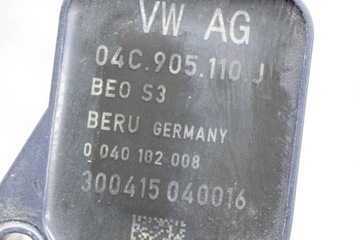 VW AG
04C.905.110.J
BEO S3
BERU GERMANY
0 040 102 008
300415 040016